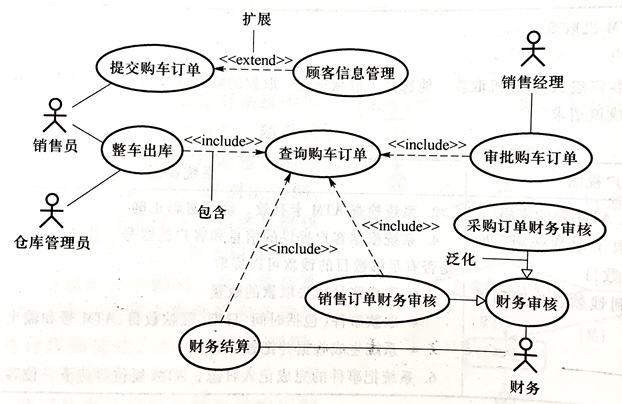 扩展
提交购车订单
<<extend>>
顾客信息管理
销售经理
销售员
整车出库
<<include>>
查询购车订单
<<include>>
审批购车订单
包含
仓库管理员
<<include>>
<<include>>
采购订单财务审核
泛化
销售订单财务审核
财务审核
财务结算
财务